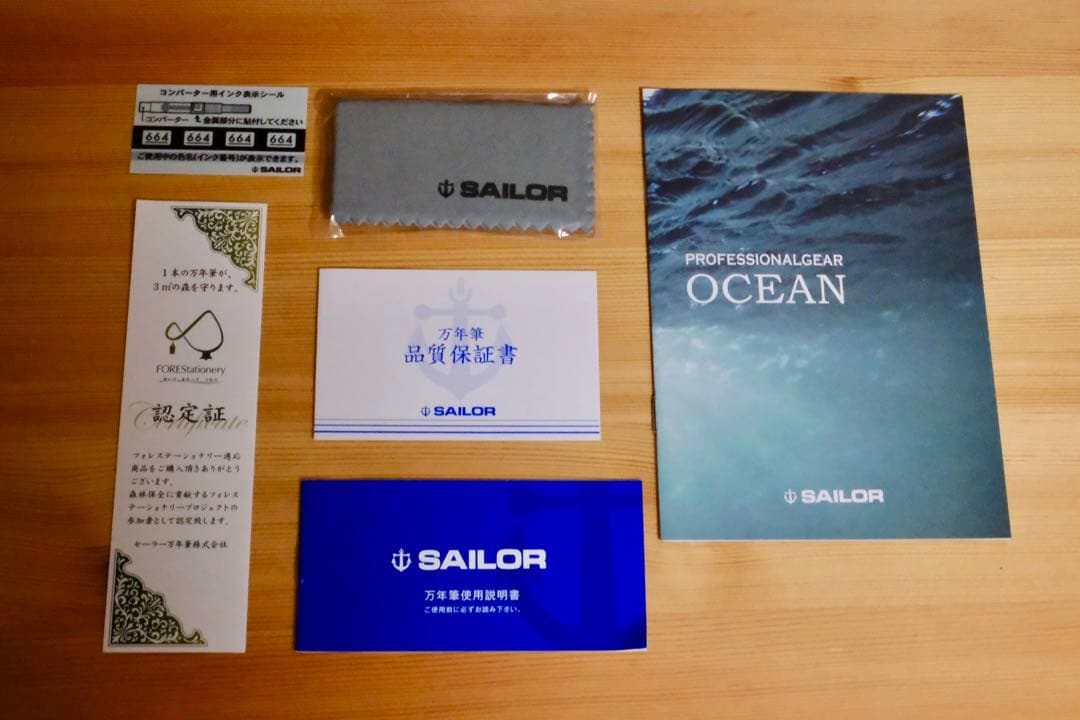 コンバーター用インク表示シール
コンバーター
金属部分に貼付してください
664 664 664 664
ご使用中の色名(インク番号)が表示できます。
SAILOR
SAILOR
PROFESSIONALGEAR
OCEAN
SAILOR
1本の万年筆が、
3㎡の森を守ります。
FOREStationery
Certificate
認定証
フォレステーショナリー適応
商品をご購入頂きありがとう
ございます。
森林保全に貢献するフォレス
テーショナリープロジェクトの
参加者として認定致します。
セーラー万年筆株式会社
万年筆
品質保証書
SAILOR
SAILOR
万年筆使用説明書
ご使用前に必ずお読み下さい。